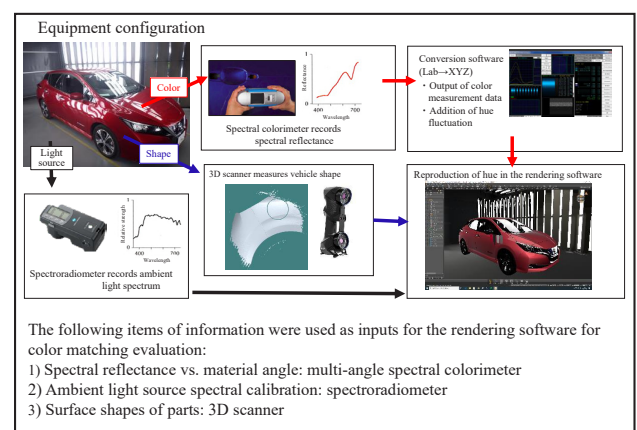 Equipment configuration
Color
Shape
Light
source
Reflectance
1
0
400
700
Wavelength
Spectral colorimeter records
spectral reflectance
Conversion software
(Lab→XYZ)
・Output of color
measurement data
・Addition of hue
fluctuation
3D scanner measures vehicle shape
Reproduction of hue in the rendering software
Relative strength
1
0
400
700
Wavelength
Spectroradiometer records ambient
light spectrum
The following items of information were used as inputs for the rendering software for
color matching evaluation:
1) Spectral reflectance vs. material angle: multi-angle spectral colorimeter
2) Ambient light source spectral calibration: spectroradiometer
3) Surface shapes of parts: 3D scanner